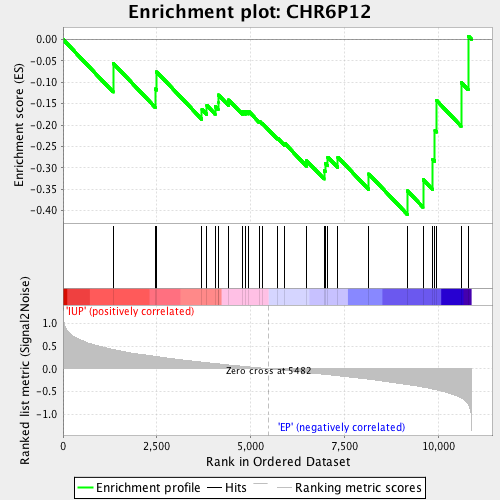 Enrichment plot: CHR6P12
Enrichment score (ES)
0.00
-0.05
-0.10
-0.15
-0.20
-0.25
-0.30
-0.35
-0.40
Ranked list metric (Signal2Noise)
1.0
0.5
0.0
-0.5
-1.0
'IUP' (positively correlated)
Zero cross at 5482
'EP' (negatively correlated)
0 2,500 5,000 7,500 10,000
Rank in Ordered Dataset
Enrichment profile Hits Ranking metric scores